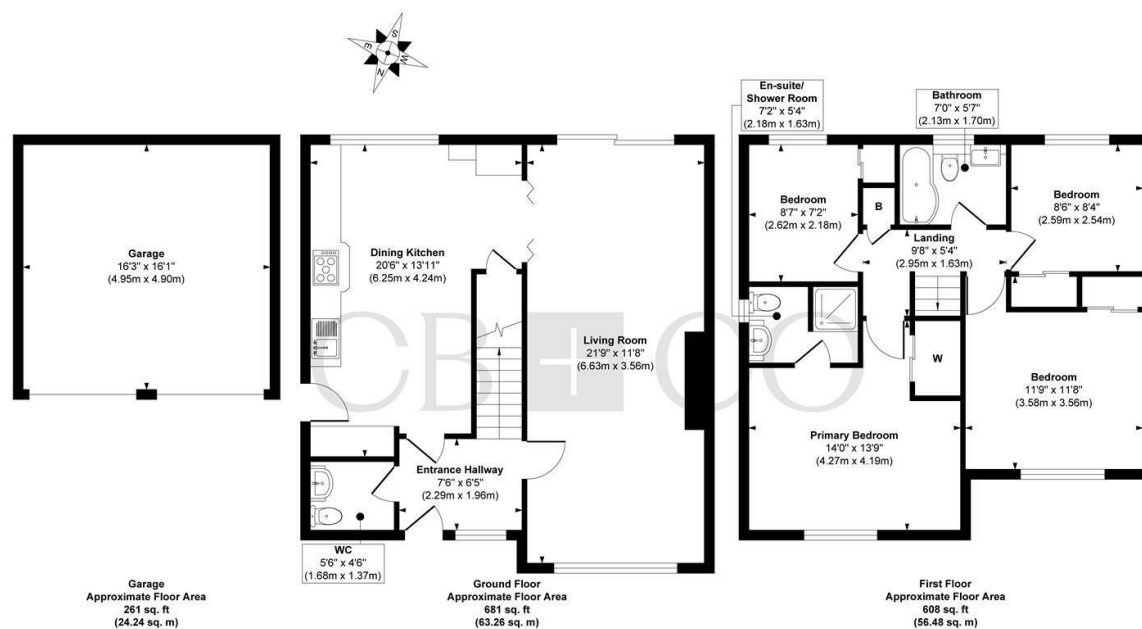 S
E
W
N
Garage
16'3" x 16'1"
(4.95m x 4.90m)
Garage
Approximate Floor Area
261 sq. ft
(24.24 sq. m)
Dining Kitchen
20'6" x 13'11"
(6.25m x 4.24m)
Living Room
21'9" x 11'8"
(6.63m x 3.56m)
Entrance Hallway
7'6" x 6'5"
(2.29m x 1.96m)
WC
5'6" x 4'6"
(1.68m x 1.37m)
Ground Floor
Approximate Floor Area
681 sq. ft
(63.26 sq. m)
En-suite/
Shower Room
7'2" x 5'4"
(2.18m x 1.63m)
Bathroom
7'0" x 5'7"
(2.13m x 1.70m)
Bedroom
8'7" x 7'2"
(2.62m x 2.18m)
B
Landing
9'8" x 5'4"
(2.95m x 1.63m)
Bedroom
8'6" x 8'4"
(2.59m x 2.54m)
W
Bedroom
11'9" x 11'8"
(3.58m x 3.56m)
Primary Bedroom
14'0" x 13'9"
(4.27m x 4.19m)
First Floor
Approximate Floor Area
608 sq. ft
(56.48 sq. m)
CB+CO